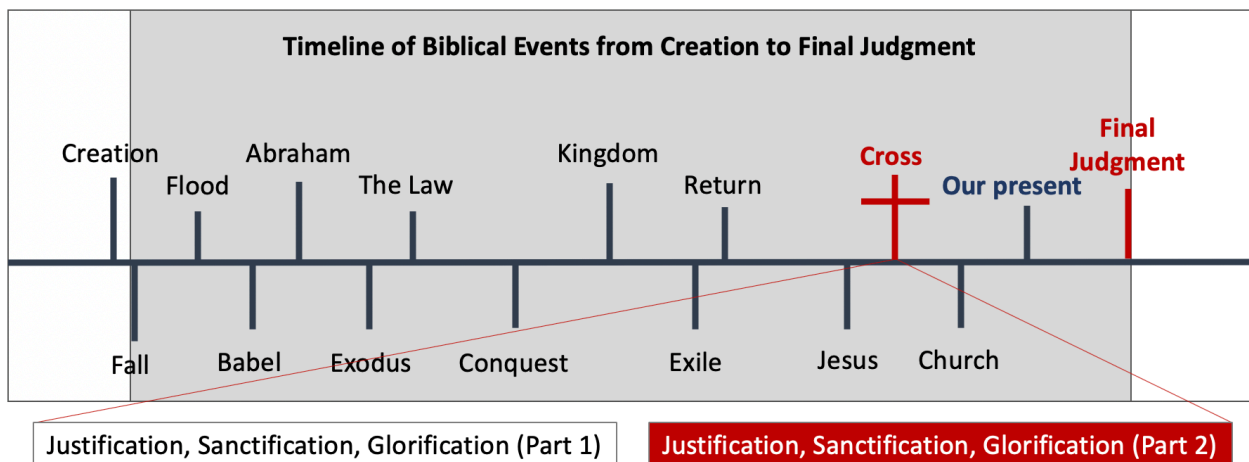 Timeline of Biblical Events from Creation to Final Judgment
Creation
Flood
Abraham
The Law
Kingdom
Return
Cross
Our present
Final
Judgment
Fall
Babel
Exodus
Conquest
Exile
Jesus
Church
Justification, Sanctification, Glorification (Part 1)
Justification, Sanctification, Glorification (Part 2)